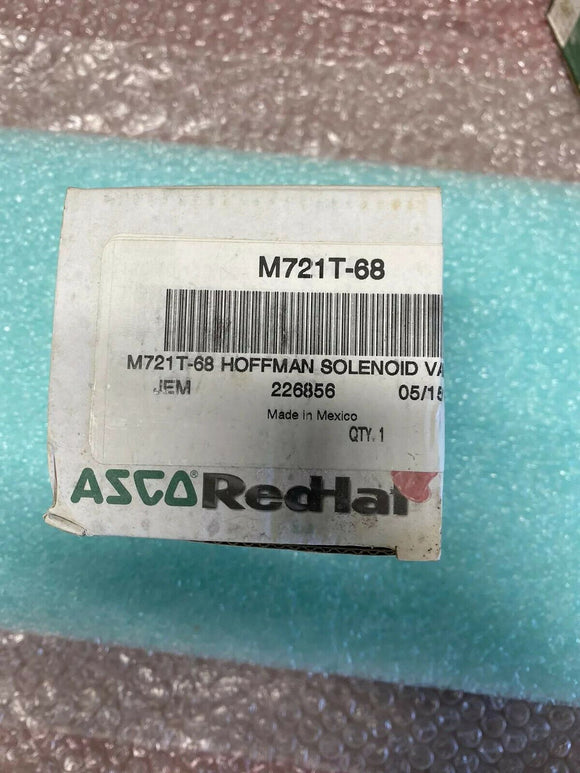 M721T-68
M721T-68 HOFFMAN SOLENOID VA
JEM 226856 05/15
Made in Mexico
QTY. 1
ASCO® RedHat